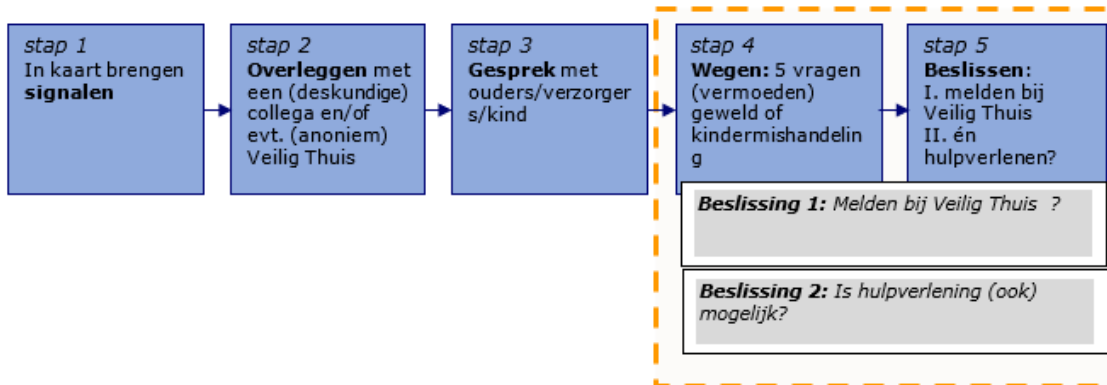 stap 1
In kaart brengen
signalen
stap 2
Overleggen met
een (deskundige)
collega en/of
evt. (anoniem)
Veilig Thuis
stap 3
Gesprek met
ouders/verzorger
s/kind
stap 4
Wegen: 5 vragen
(vermoeden)
geweld of
kindermishandelin
g
stap 5
Beslissen:
I. melden bij
Veilig Thuis
II. én
hulpverlenen?
Beslissing 1: Melden bij Veilig Thuis ?
Beslissing 2: Is hulpverlening (ook)
mogelijk?